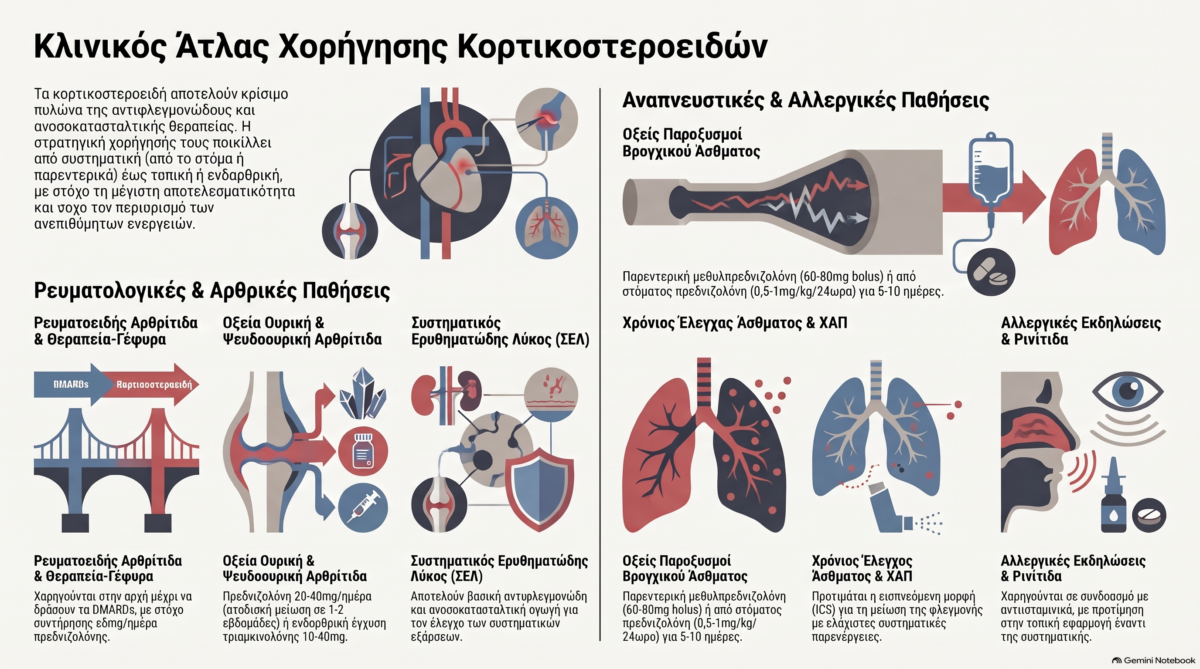 Κλινικός Άτλας Χορήγησης Κορτικοστεροειδών
Τα κορτικοστεροειδή αποτελούν κρίσιμο
πυλώνα της αντιφλεγμονώδους και
ανοσοκατασταλτικής θεραπείας. Η
στρατηγική χορήγησής τους ποικίλλει
από συστηματική (από το στόμα ή
παρεντερικά) έως τοπική ή ενδαρθρική,
με στόχο τη μέγιστη αποτελεσματικότητα
και σοχο τον περιορισμό των
ανεπιθύμητων ενεργειών.
Ρευματολογικές & Αρθρικές Παθήσεις
Ρευματοειδής Αρθρίτιδα
& Θεραπεία-Γέφυρα
DMARDs
Rαρτισοστεραειδή
Ρευματοειδής Αρθρίτιδα
& Θεραπεία-Γέφυρα
Χαρηγούνται στην αρχή μέχρι να
δράσουν τα DMARDs, με στόχο
συντήρησης εdmg/ημέρα
πρεδνιζολόνης.
Οξεία Ουρική &
Ψευδοουρική Αρθρίτιδα
Οξεία Ουρική &
Ψευδοουρική Αρθρίτιδα
Πρεδνιζολόνη 20-40mg/ημέρα
(ατοδισκή μείωση σε 1-2
εβδομάδες) ή ενδορθρική έγχυση
τριαμκινολόνης 10-40mg.
Συστηματικός
Ερυθηματώδης Λύκος (ΣΕΛ)
Συστηματικός Ερυθηματώδης
Λύκος (ΣΕΛ)
Αποτελούν βασική αντιφλεγμονώδη
και ανοσοκατασταλτική αγωγή για
τον έλεγχο των συστηματικών
εξάρσεων.
Αναπνευστικές & Αλλεργικές Παθήσεις
Οξείς Παροξυσμοί
Βρογχικού Άσθματος
Παρεντερική μεθυλπρεδνιζολόνη (60-80mg bolus) ή από
στόματος πρεδνιζολόνη (0,5-1mg/kg/24ωρα) για 5-10 ημέρες.
Χρόνιος Έλεγχας Άσθματος & ΧΑΠ
Οξείς Παροξυσμοί
Βρογχικού Άσθματος
Παρεντερική μεθυλπρεδνιζολόνη
(60-80mg holus) ή από στόματος
πρεδνιζολόνη (0,5-1mg/kg/
24ωρο) για 5-10 ημέρες.
Χρόνιος Έλεγχος
Άσθματος & ΧΑΠ
Προτιμάται η εισπνεόμενη μορφή
(ICS) για τη μείωση της φλεγμονής
με ελάχιστες συστηματικές
παρενέργειες.
Αλλεργικές Εκδηλώσεις
& Ρινίτιδα
Αλλεργικές Εκδηλώσεις
& Ρινίτιδα
Χαρηγούνται σε συνδοασμό με
αντιισταμινικά, με προτίμηση
στην τοπική εφαρμογή έναντι
της συστηματικής.
Gemini Notebook